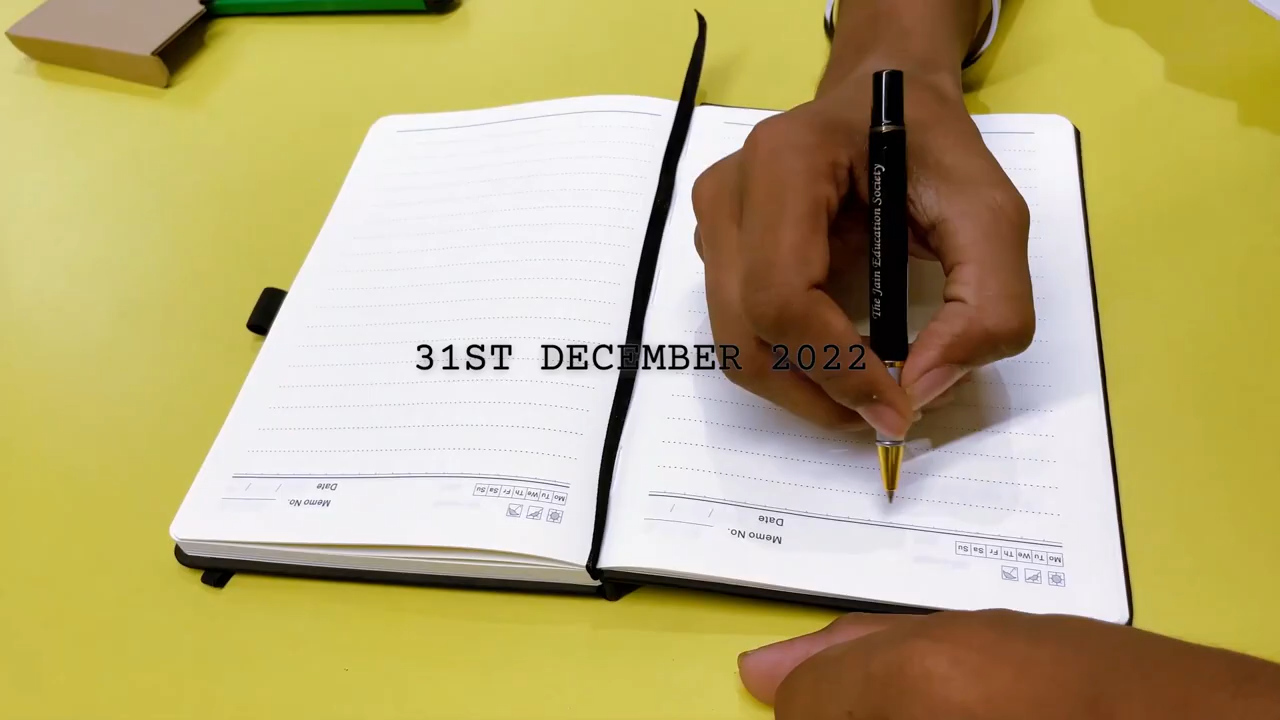 The Jain Education Society
31ST DECEMBER 2022
Mo Tu We Th Fr Sa Su
Memo No.
Date
Mo Tu We Th Fr Sa Su
Memo No.
Date